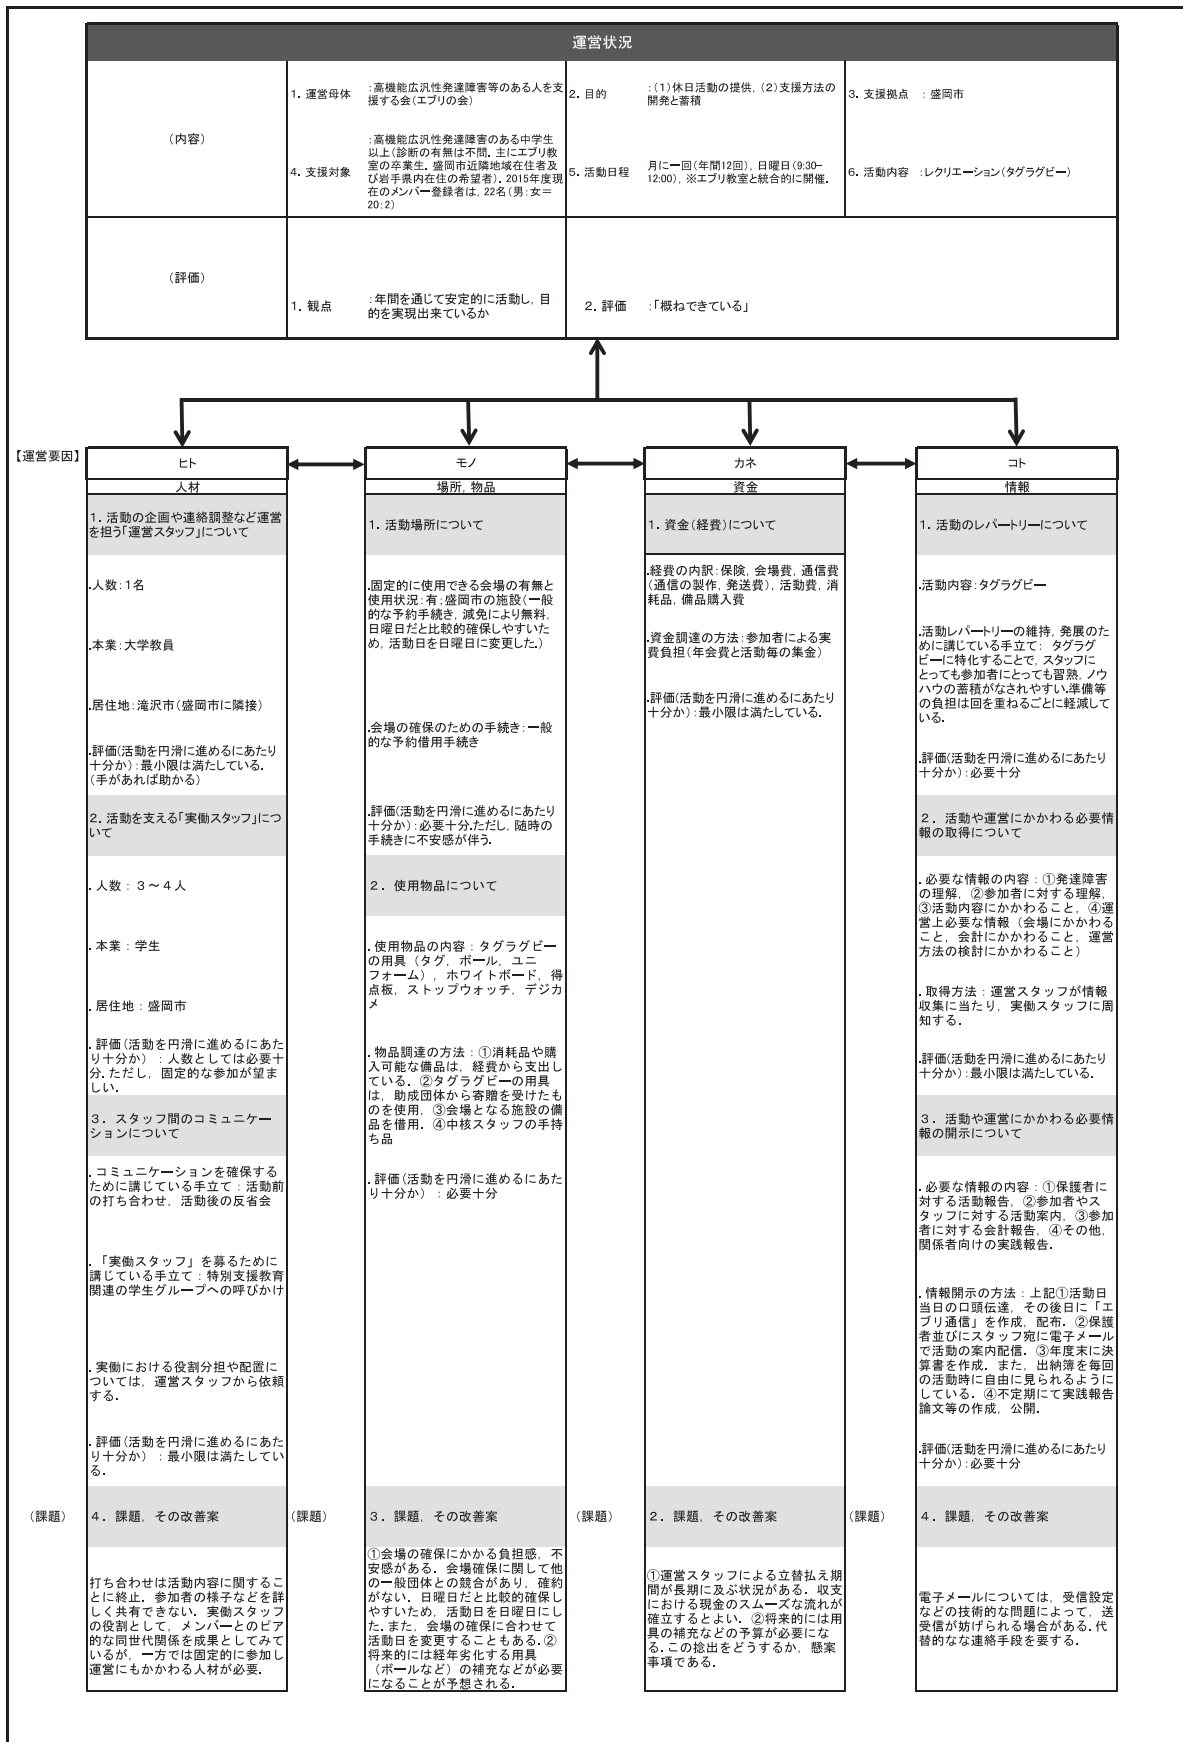 運営状況
（内容）
1．運営母体
：高機能広汎性発達障害等のある人を支
援する会(エブリの会)
2．目的
：(1)休日活動の提供，(2)支援方法の
開発と蓄積
3．支援拠点 ：盛岡市
4．支援対象
：高機能広汎性発達障害のある中学生
以上(診断の有無は不問．主にエブリ教
室の卒業生．盛岡市近隣地域在住者及
び岩手県内在住の希望者)．2015年度現
在のメンバー登録者は，22名(男：女＝
20：2)
5．活動日程
月に一回(年間12回)，日曜日(9:30–
12:00)，※エブリ教室と統合的に開催．
6．活動内容 ：レクリエーション(タグラグビー)
（評価）
1．観点
：年間を通じて安定的に活動し，目
的を実現出来ているか
2．評価 ：「概ねできている」
【運営要因】
ヒト
人材
1．活動の企画や連絡調整など運営
を担う「運営スタッフ」について
．人数：1名
．本業：大学教員
．居住地：滝沢市(盛岡市に隣接)
．評価(活動を円滑に進めるにあたり
十分か)：最小限は満たしている．
(手があれば助かる)
2．活動を支える「実働スタッフ」につ
いて
．人数：３～４人
．本業：学生
．居住地：盛岡市
．評価(活動を円滑に進めるにあた
り十分か) ：人数としては必要十
分．ただし，固定的な参加が望ま
しい．
３．スタッフ間のコミュニケー
ションについて
．コミュニケーションを確保する
ために講じている手立て：活動前
の打ち合わせ，活動後の反省会
．「実働スタッフ」を募るために
講じている手立て：特別支援教育
関連の学生グループへの呼びかけ
．実働における役割分担や配置に
ついては，運営スタッフから依頼
する．
．評価(活動を円滑に進めるにあた
り十分か) ：最小限は満たしてい
る．
（課題）
４．課題，その改善案
打ち合わせは活動内容に関するこ
とに終止．参加者の様子などを詳
しく共有できない．実働スタッフ
の役割として，メンバーとのピア
的な同世代関係を成果としてみて
いるが，一方では固定的に参加し
運営にもかかわる人材が必要．
モノ
場所，物品
1．活動場所について
．固定的に使用できる会場の有無と
使用状況：有；盛岡市の施設(一般
的な予約手続き，減免により無料，
日曜日だと比較的確保しやすいた
め，活動日を日曜日に変更した．)
．会場の確保のための手続き：一般
的な予約借用手続き
．評価(活動を円滑に進めるにあたり
十分か)：必要十分．ただし，随時の
手続きに不安感が伴う．
２．使用物品について
．使用物品の内容：タグラグビー
の用具（タグ，ボール，ユニ
フォーム），ホワイトボード，得
点板，ストップウォッチ，デジカ
メ
．物品調達の方法：①消耗品や購
入可能な備品は，経費から支出し
ている．②タグラグビーの用具
は，助成団体から寄贈を受けたも
のを使用，③会場となる施設の備
品を借用．④中核スタッフの手持
ち品
．評価(活動を円滑に進めるにあた
り十分か) ：必要十分
（課題）
３．課題，その改善案
①会場の確保にかかる負担感，不
安感がある．会場確保に関して他
の一般団体との競合があり，確約
がない．日曜日だと比較的確保し
やすいため，活動日を日曜日にし
た．また，会場の確保に合わせて
活動日を変更することもある．②
将来的には経年劣化する用具
（ボールなど）の補充などが必要
になることが予想される．
カネ
資金
1．資金(経費)について
．経費の内訳：保険，会場費，通信費
(通信の製作，発送費)，活動費，消
耗品，備品購入費
．資金調達の方法：参加者による実
費負担(年会費と活動毎の集金)
．評価(活動を円滑に進めるにあたり
十分か)：最小限は満たしている．
（課題）
２．課題，その改善案
①運営スタッフによる立替払え期
間が長期に及ぶ状況がある．収支
における現金のスムーズな流れが
確立するとよい．②将来的には用
具の補充などの予算が必要にな
る．この捻出をどうするか，懸案
事項である．
コト
情報
1．活動のレパートリーについて
．活動内容：タグラグビー
．活動レパートリーの維持，発展のた
めに講じている手立て： タグラグ
ビーに特化することで，スタッフに
とっても参加者にとっても習熟，ノウ
ハウの蓄積がなされやすい．準備等
の負担は回を重ねるごとに軽減して
いる．
．評価(活動を円滑に進めるにあたり
十分か)：必要十分
２．活動や運営にかかわる必要情
報の取得について
．必要な情報の内容：①発達障害
の理解，②参加者に対する理解，
③活動内容にかかわること，④運
営上必要な情報（会場にかかわる
こと，会計にかかわること，運営
方法の検討にかかわること）
．取得方法：運営スタッフが情報
収集に当たり，実働スタッフに周
知する．
．評価(活動を円滑に進めるにあたり
十分か)：最小限は満たしている．
３．活動や運営にかかわる必要情
報の開示について
．必要な情報の内容：①保護者に
対する活動報告，②参加者やス
タッフに対する活動案内，③参加
者に対する会計報告，④その他，
関係者向けの実践報告．
．情報開示の方法：上記①活動日
当日の口頭伝達，その後日に「エ
ブリ通信」を作成，配布．②保護
者並びにスタッフ宛に電子メール
で活動の案内配信．③年度末に決
算書を作成．また，出納簿を毎回
の活動時に自由に見られるように
している．④不定期にて実践報告
論文等の作成，公開．
．評価(活動を円滑に進めるにあたり
十分か)：必要十分
（課題）
４．課題，その改善案
電子メールについては，受信設定
などの技術的な問題によって，送
受信が妨げられる場合がある．代
替的なな連絡手段を要する．